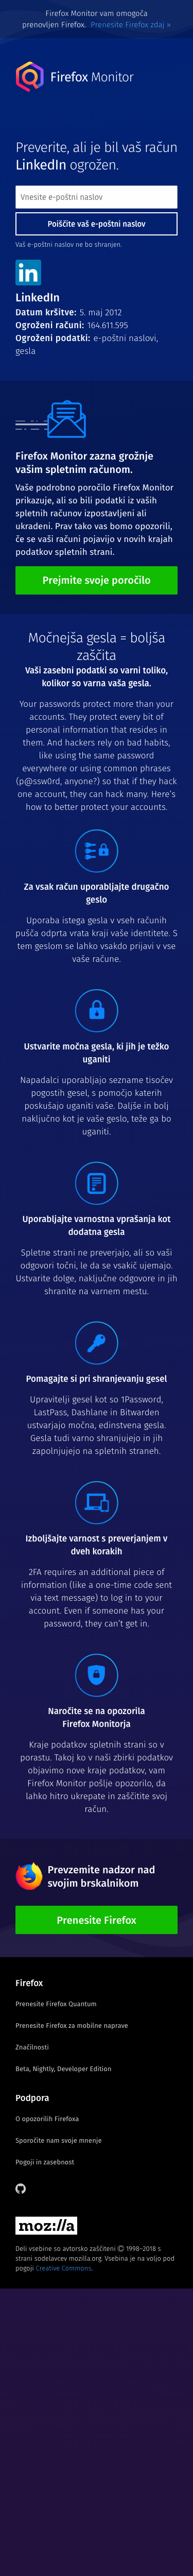 Firefox Monitor vam omogoča
prenovljen Firefox. Prenesite Firefox zdaj »
Firefox Monitor
Preverite, ali je bil vaš račun
LinkedIn ogrožen.
Vnesite e-poštni naslov
Poiščite vaš e-poštni naslov
Vaš e-poštni naslov ne bo shranjen.
in
LinkedIn
Datum kršitve: 5. maj 2012
Ogroženi računi: 164.611.595
Ogroženi podatki: e-poštni naslovi,
gesla
Firefox Monitor zazna grožnje
vašim spletnim računom.
Vaše podrobno poročilo Firefox Monitor
prikazuje, ali so bili podatki iz vaših
spletnih računov izpostavljeni ali
ukradeni. Prav tako vas bomo opozorili,
če se vaši računi pojavijo v novih krajah
podatkov spletnih strani.
Prejmite svoje poročilo
Močnejša gesla = boljša
zaščita
Vaši zasebni podatki so varni toliko,
kolikor so varna vaša gesla.
Your passwords protect more than your
accounts. They protect every bit of
personal information that resides in
them. And hackers rely on bad habits,
like using the same password
everywhere or using common phrases
(p@ssw0rd, anyone?) so that if they hack
one account, they can hack many. Here's
how to better protect your accounts.
Za vsak račun uporabljajte drugačno
geslo
Uporaba istega gesla v vseh računih
pušča odprta vrata kraji vaše identitete. S
tem geslom se lahko vsakdo prijavi v vse
vaše račune.
Ustvarite močna gesla, ki jih je težko
uganiti
Napadalci uporabljajo sezname tisočev
pogostih gesel, s pomočjo katerih
poskušajo uganiti vaše. Daljše in bolj
naključno kot je vaše geslo, teže ga bo
uganiti.
Uporabljajte varnostna vprašanja kot
dodatna gesla
Spletne strani ne preverjajo, ali so vaši
odgovori točni, le da se vsakič ujemajo.
Ustvarite dolge, naključne odgovore in jih
shranite na varnem mestu.
Pomagajte si pri shranjevanju gesel
Upravitelji gesel kot so 1Password,
LastPass, Dashlane in Bitwarden
ustvarjajo močna, edinstvena gesla.
Gesla tudi varno shranjujejo in jih
zapolnjujejo na spletnih straneh.
Izboljšajte varnost s preverjanjem v
dveh korakih
2FA requires an additional piece of
information (like a one-time code sent
via text message) to log in to your
account. Even if someone has your
password, they can't get in.
Naročite se na opozorila
Firefox Monitorja
Kraje podatkov spletnih strani so v
porastu. Takoj ko v naši zbirki podatkov
objavimo nove kraje podatkov, vam
Firefox Monitor pošlje opozorilo, da
lahko hitro ukrepate in zaščitite svoj
račun.
Prevzemite nadzor nad
svojim brskalnikom
Prenesite Firefox
Firefox
Prenesite Firefox Quantum
Prenesite Firefox za mobilne naprave
Značilnosti
Beta, Nightly, Developer Edition
Podpora
O opozorilih Firefoxa
Sporočite nam svoje mnenje
Pogoji in zasebnost
moz://a
Deli vsebine so avtorsko zaščiteni © 1998–2018 s
strani sodelavcev mozilla.org. Vsebina je na voljo pod
pogoji Creative Commons.